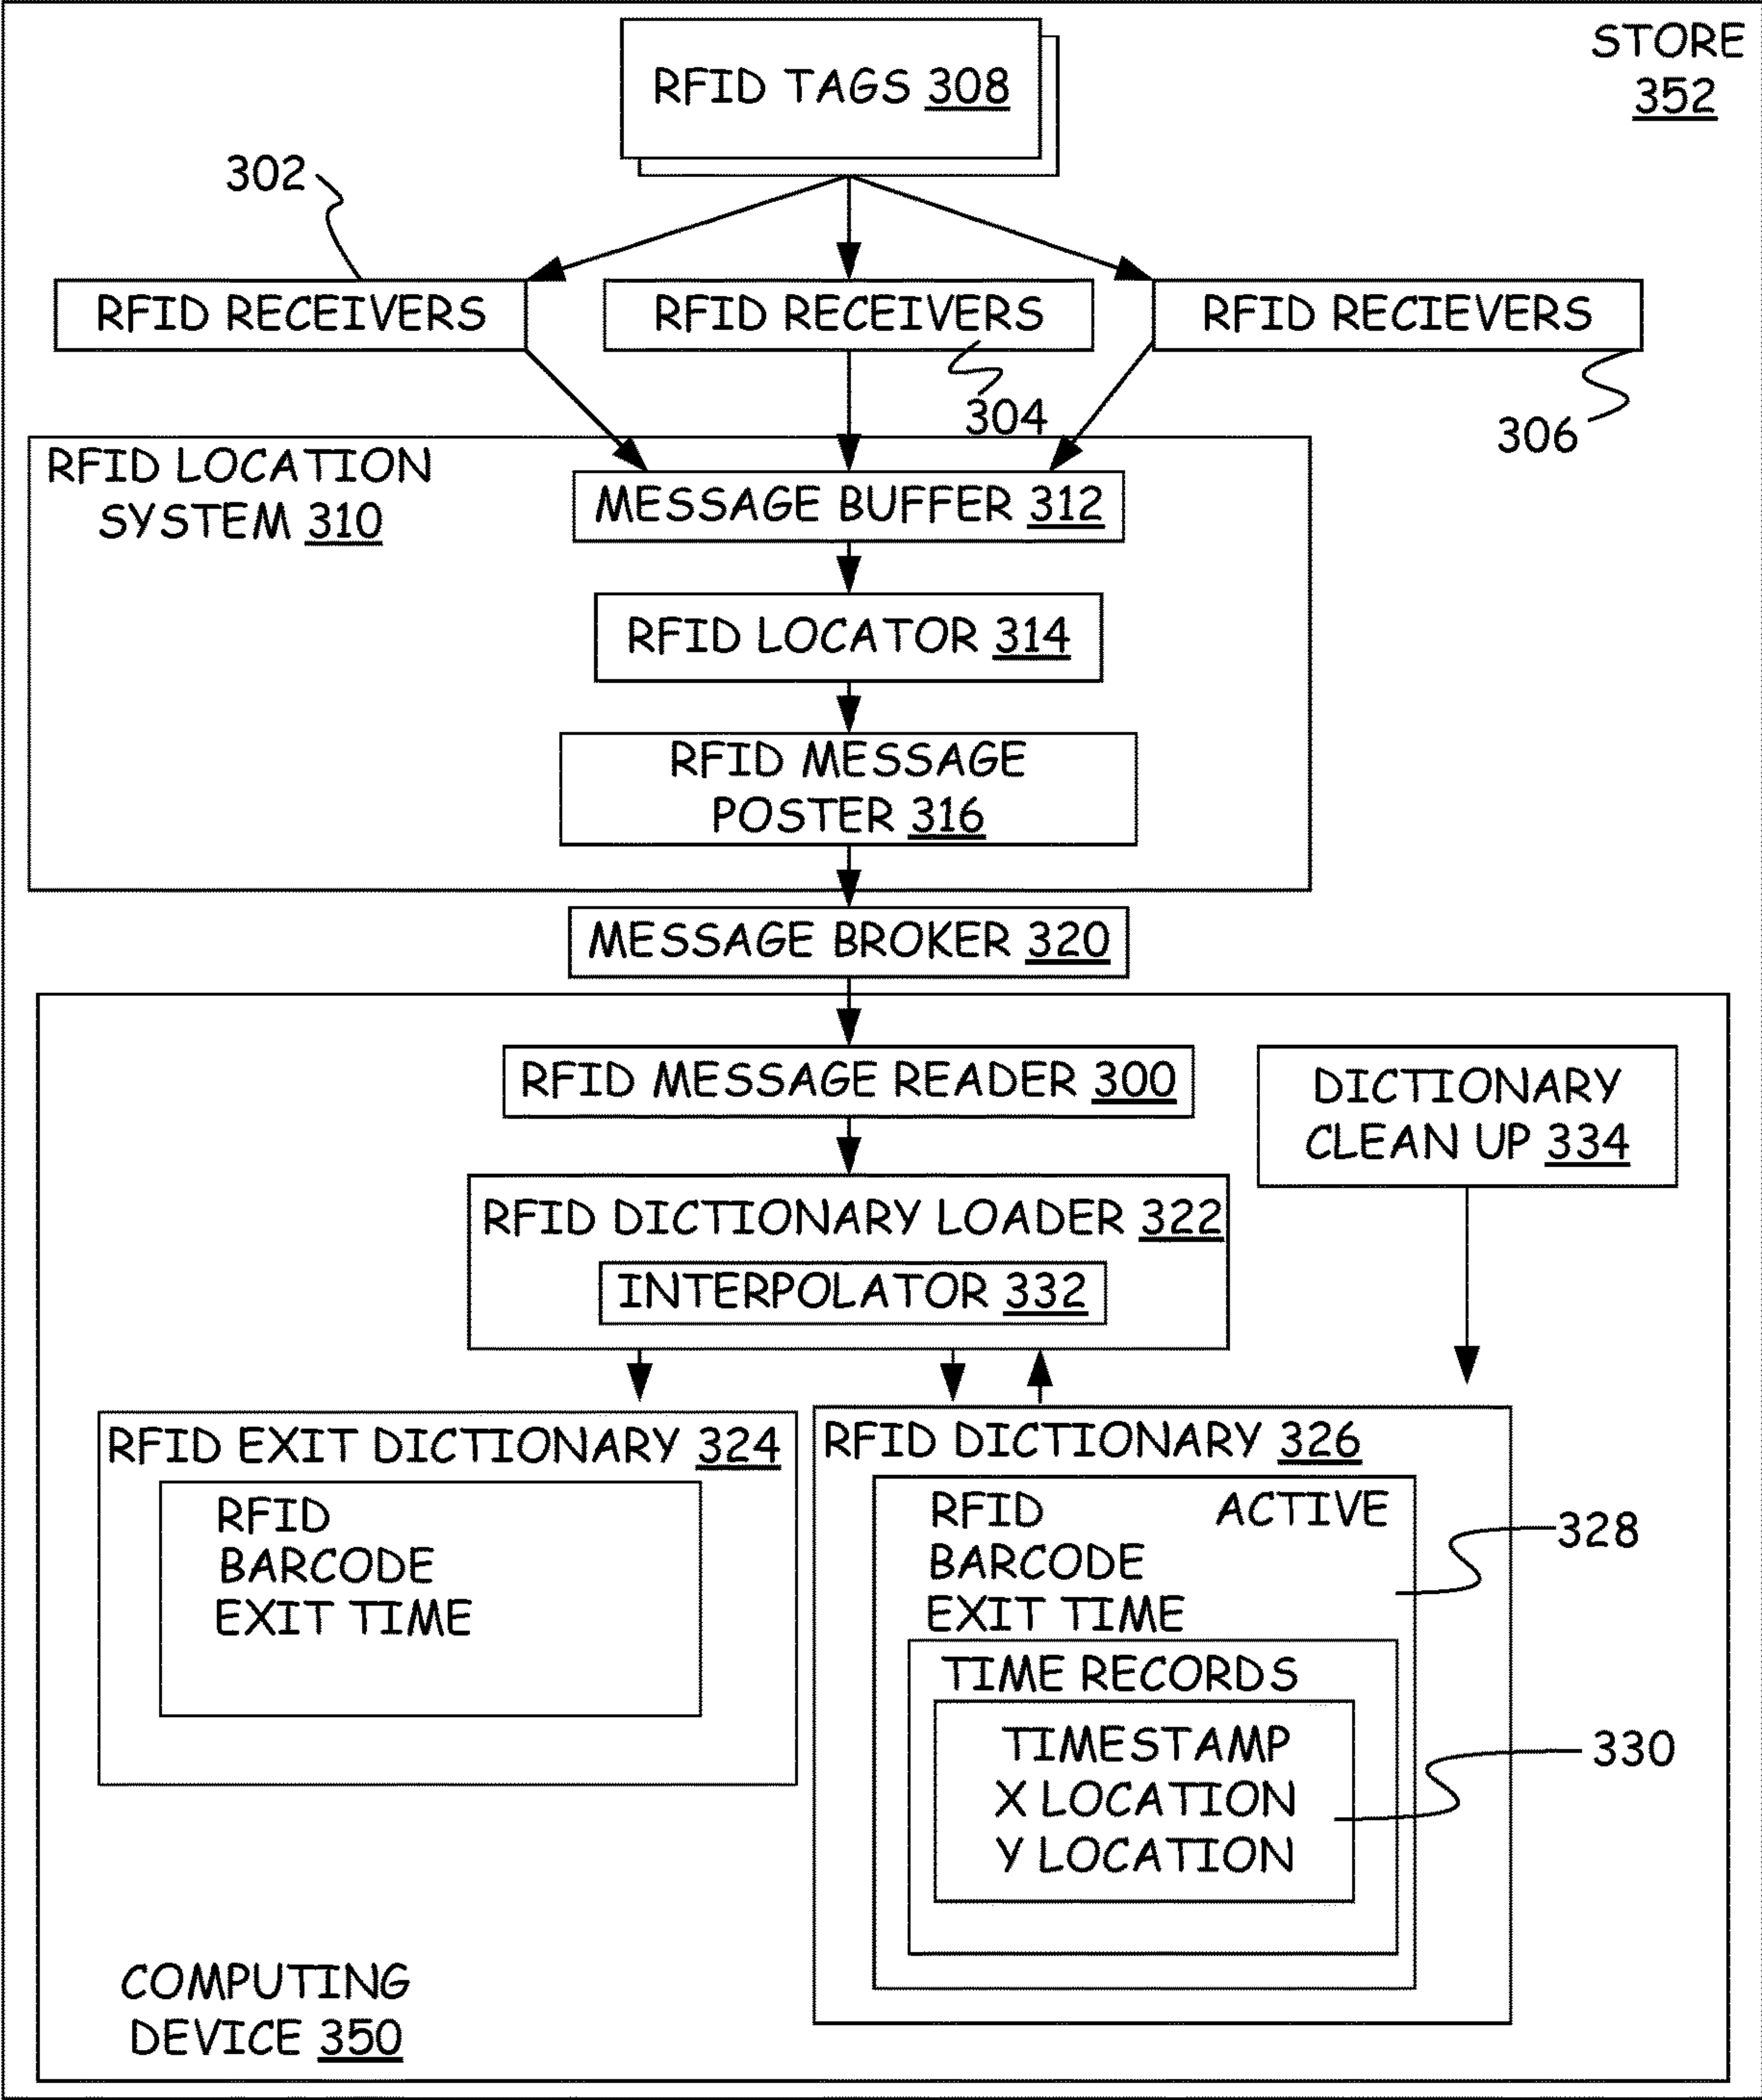 STORE
352
RFID TAGS 308
302
RFID RECEIVERS
RFID RECEIVERS
RFID RECIEVERS
304
306
RFID LOCATION
SYSTEM 310
MESSAGE BUFFER 312
RFID LOCATOR 314
RFID MESSAGE
POSTER 316
MESSAGE BROKER 320
RFID MESSAGE READER 300
DICTIONARY
CLEAN UP 334
RFID DICTIONARY LOADER 322
INTERPOLATOR 332
RFID EXIT DICTIONARY 324
RFID
BARCODE
EXIT TIME
RFID DICTIONARY 326
RFID ACTIVE
BARCODE
EXIT TIME
328
TIME RECORDS
TIMESTAMP
X LOCATION
Y LOCATION
330
COMPUTING
DEVICE 350